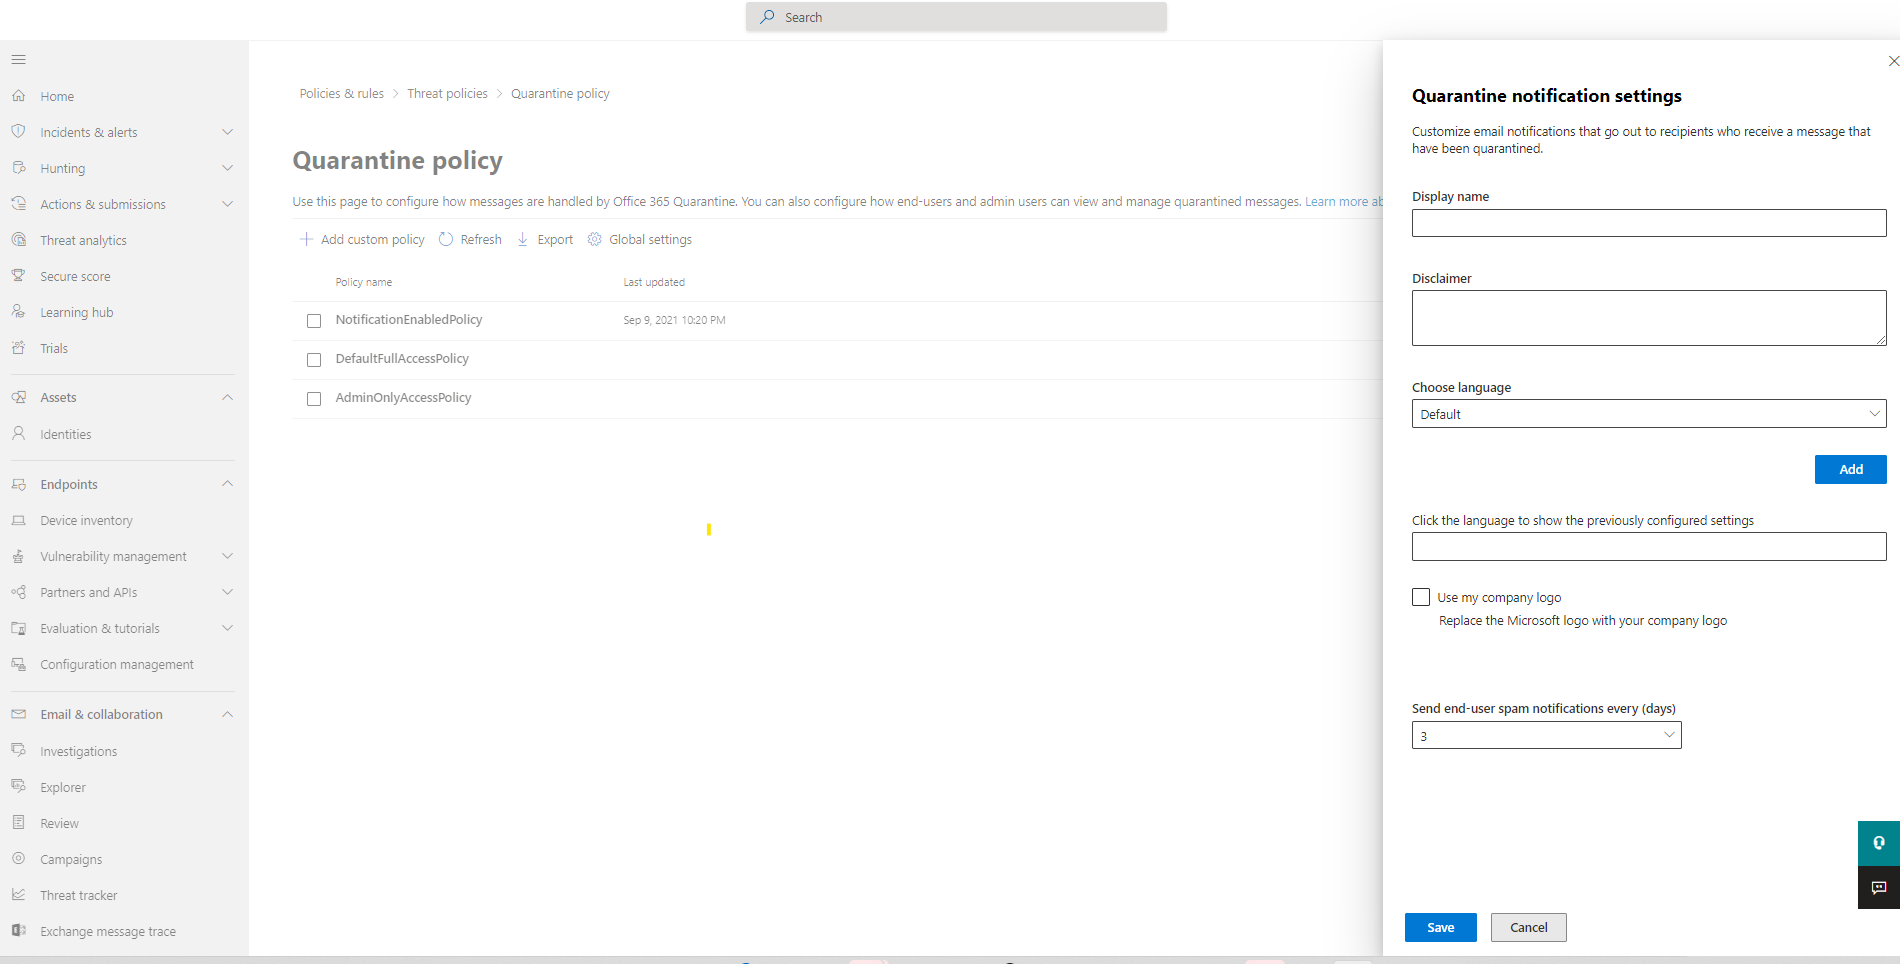 Search
Home
Incidents & alerts
Hunting
Actions & submissions
Threat analytics
Secure score
Learning hub
Trials
Assets
Identities
Endpoints
Device inventory
Vulnerability management
Partners and APIs
Evaluation & tutorials
Configuration management
Email & collaboration
Investigations
Explorer
Review
Campaigns
Threat tracker
Exchange message trace
Policies & rules > Threat policies > Quarantine policy
Quarantine policy
Use this page to configure how messages are handled by Office 365 Quarantine. You can also configure how end-users and admin users can view and manage quarantined messages. Learn more ab
Add custom policy Refresh Export Global settings
Policy name Last updated
NotificationEnabledPolicy Sep 9, 2021 10:20 PM
DefaultFullAccessPolicy
AdminOnlyAccessPolicy
Quarantine notification settings
Customize email notifications that go out to recipients who receive a message that
have been quarantined.
Display name
Disclaimer
Choose language
Default
Add
Click the language to show the previously configured settings
Use my company logo
Replace the Microsoft logo with your company logo
Send end-user spam notifications every (days)
3
Save Cancel